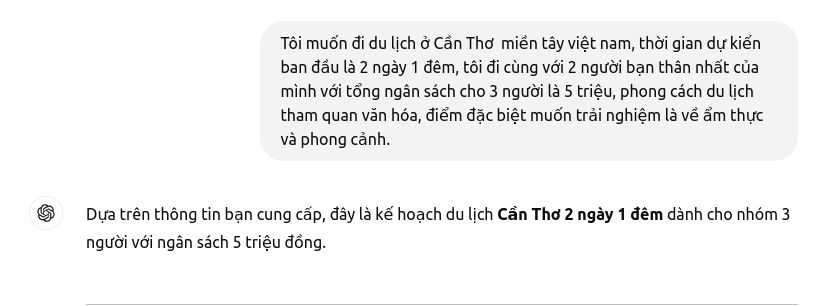 Tôi muốn đi du lịch ở Cần Thơ  miền tây việt nam, thời gian dự kiến
ban đầu là 2 ngày 1 đêm, tôi đi cùng với 2 người bạn thân nhất của
mình với tổng ngân sách cho 3 người là 5 triệu, phong cách du lịch
tham quan văn hóa, điểm đặc biệt muốn trải nghiệm là về ẩm thực
và phong cảnh.
Dựa trên thông tin bạn cung cấp, đây là kế hoạch du lịch Cần Thơ 2 ngày 1 đêm dành cho nhóm 3
người với ngân sách 5 triệu đồng.